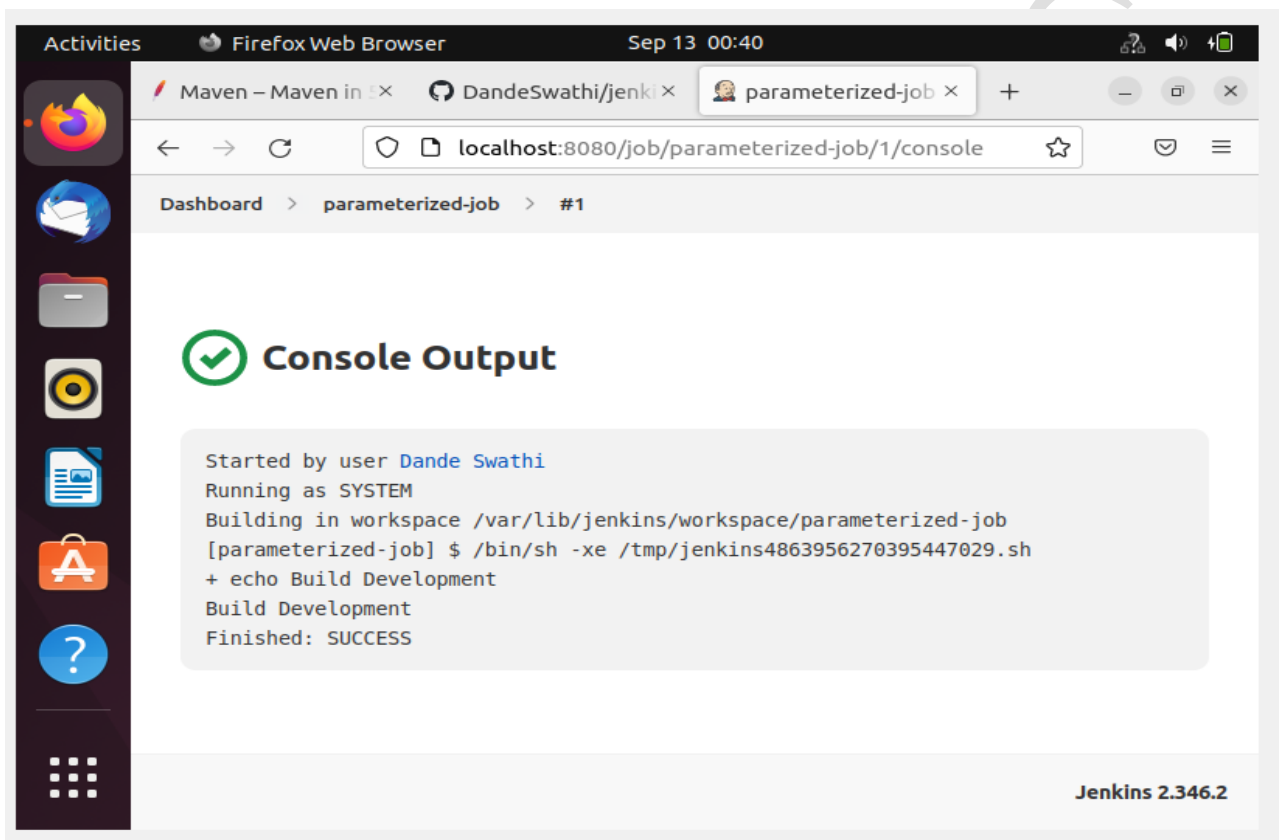 Activities Firefox Web Browser Sep 13 00:40
Maven – Maven in 5 DandeSwathi/jenki parameterized-job
localhost:8080/job/parameterized-job/1/console
Dashboard > parameterized-job > #1
Console Output
Started by user Dande Swathi
Running as SYSTEM
Building in workspace /var/lib/jenkins/workspace/parameterized-job
[parameterized-job] $ /bin/sh -xe /tmp/jenkins4863956270395447029.sh
+ echo Build Development
Build Development
Finished: SUCCESS
Jenkins 2.346.2